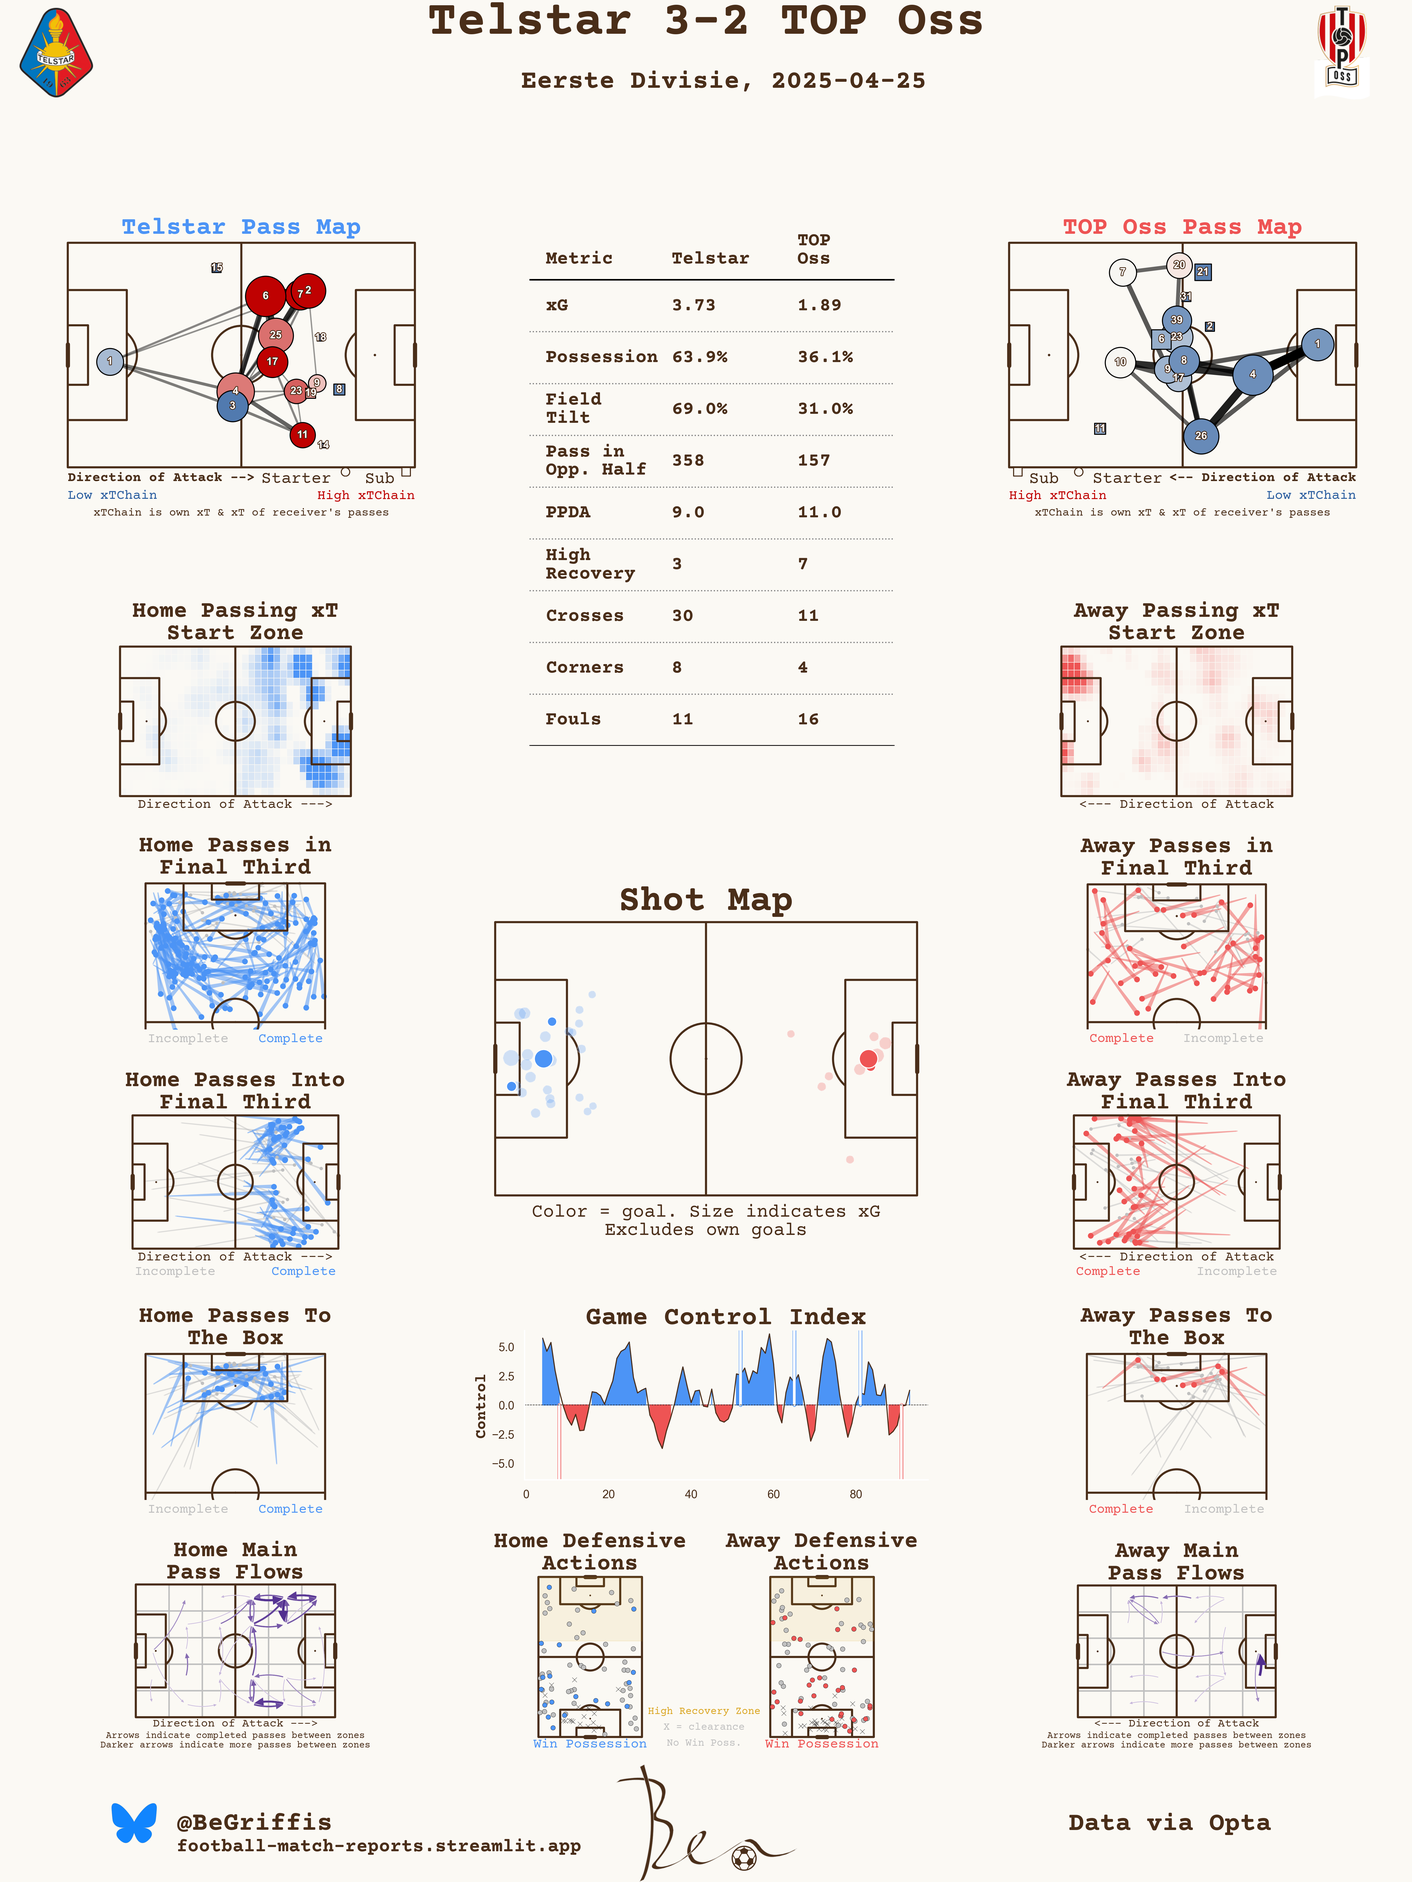 Telstar 3-2 TOP Oss
Eerste Divisie, 2025-04-25
TELSTAR
TOP
OSS
Telstar Pass Map
15
6
7
2
25
18
1
17
4
23
9
19
8
3
11
14
Direction of Attack --> Starter Sub
Low xTChain High xTChain
xTChain is own xT & xT of receiver's passes
Metric Telstar TOP Oss
xG 3.73 1.89
Possession 63.9% 36.1%
Field Tilt 69.0% 31.0%
Pass in Opp. Half 358 157
PPDA 9.0 11.0
High Recovery 3 7
Crosses 30 11
Corners 8 4
Fouls 11 16
TOP Oss Pass Map
7
20
21
31
39
2
6
23
1
10
9
8
17
4
11
26
Sub Starter <-- Direction of Attack
High xTChain Low xTChain
xTChain is own xT & xT of receiver's passes
Home Passing xT
Start Zone
Direction of Attack --->
Away Passing xT
Start Zone
<--- Direction of Attack
Home Passes in
Final Third
Incomplete Complete
Away Passes in
Final Third
Complete Incomplete
Shot Map
Color = goal. Size indicates xG
Excludes own goals
Home Passes Into
Final Third
Direction of Attack --->
Incomplete Complete
Away Passes Into
Final Third
<--- Direction of Attack
Complete Incomplete
Home Passes To
The Box
Incomplete Complete
Game Control Index
Control
5.0
2.5
0.0
−2.5
−5.0
0 20 40 60 80
Away Passes To
The Box
Complete Incomplete
Home Main
Pass Flows
Direction of Attack --->
Arrows indicate completed passes between zones
Darker arrows indicate more passes between zones
Home Defensive
Actions
Win Possession
High Recovery Zone
X = clearance
No Win Poss.
Away Defensive
Actions
Win Possession
Away Main
Pass Flows
<--- Direction of Attack
Arrows indicate completed passes between zones
Darker arrows indicate more passes between zones
@BeGriffis
football-match-reports.streamlit.app
Ben
Data via Opta